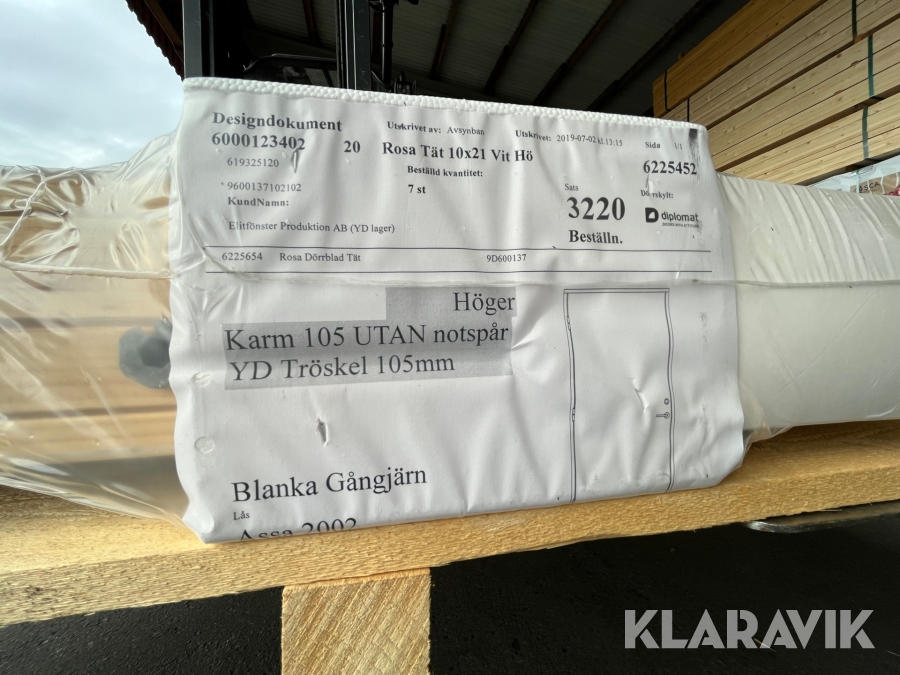 Designdokument Utskrivet av: Avsynban Utskrivet: 2019-07-02 kl.13:15 Sida 1/1
6000123402 20 Rosa Tät 10x21 Vit Hö 6225452
619325120 Beställd kvantitet:
*9600137102102 7 st Sats Dörrskylt:
KundNamn: 3220 diplomat
Elitfönster Produktion AB (YD lager) Beställn.
6225654 Rosa Dörrblad Tät 9D600137
Höger
Karm 105 UTAN notspår
YD Tröskel 105mm
Blanka Gångjärn
Lås
Assa 2002
KLARAVIK